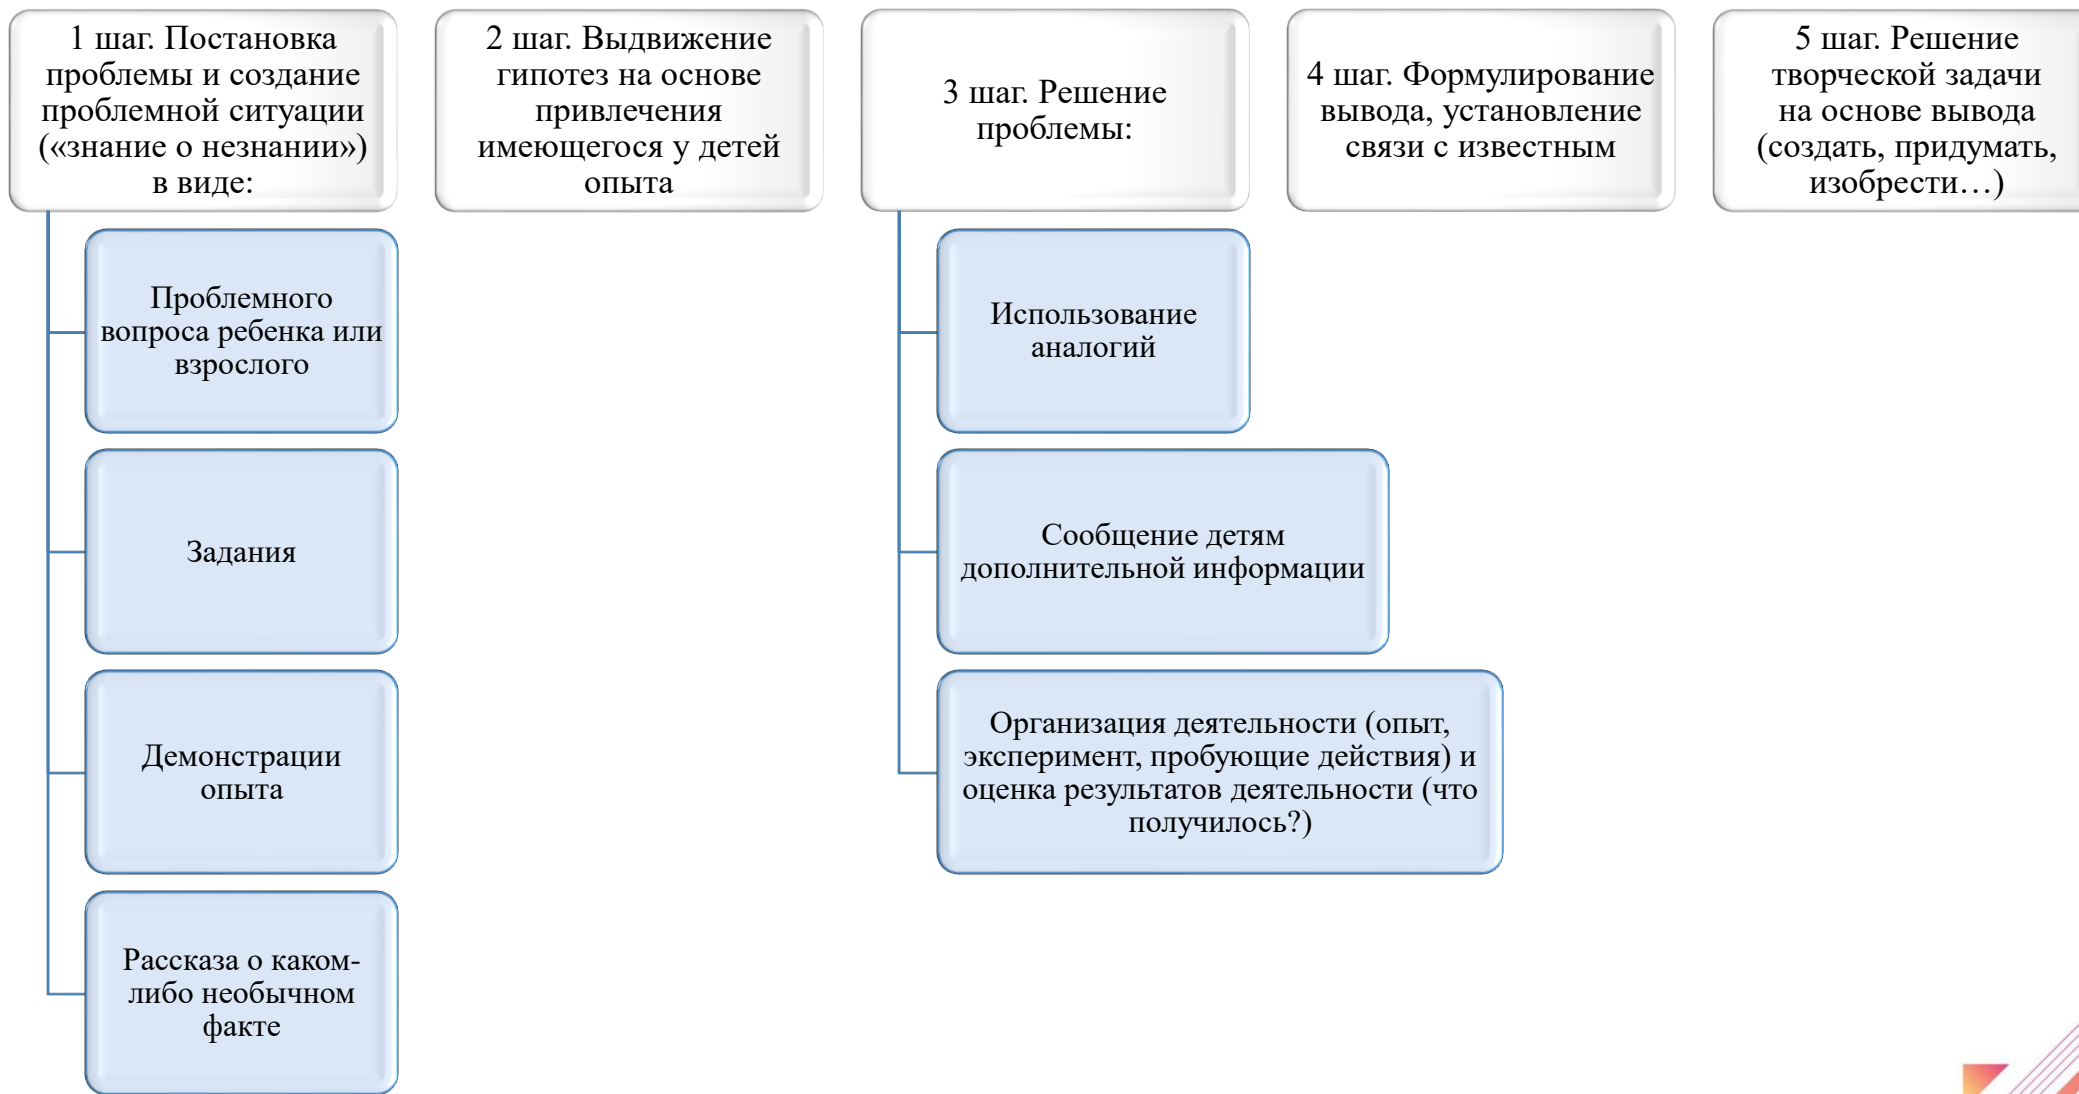 1 шаг. Постановка
проблемы и создание
проблемной ситуации
(«знание о незнании»)
в виде:
Проблемного
вопроса ребенка или
взрослого
Задания
Демонстрации
опыта
Рассказа о каком-
либо необычном
факте
2 шаг. Выдвижение
гипотез на основе
привлечения
имеющегося у детей
опыта
3 шаг. Решение
проблемы:
Использование
аналогий
Сообщение детям
дополнительной информации
Организация деятельности (опыт,
эксперимент, пробующие действия) и
оценка результатов деятельности (что
получилось?)
4 шаг. Формулирование
вывода, установление
связи с известным
5 шаг. Решение
творческой задачи
на основе вывода
(создать, придумать,
изобрести…)